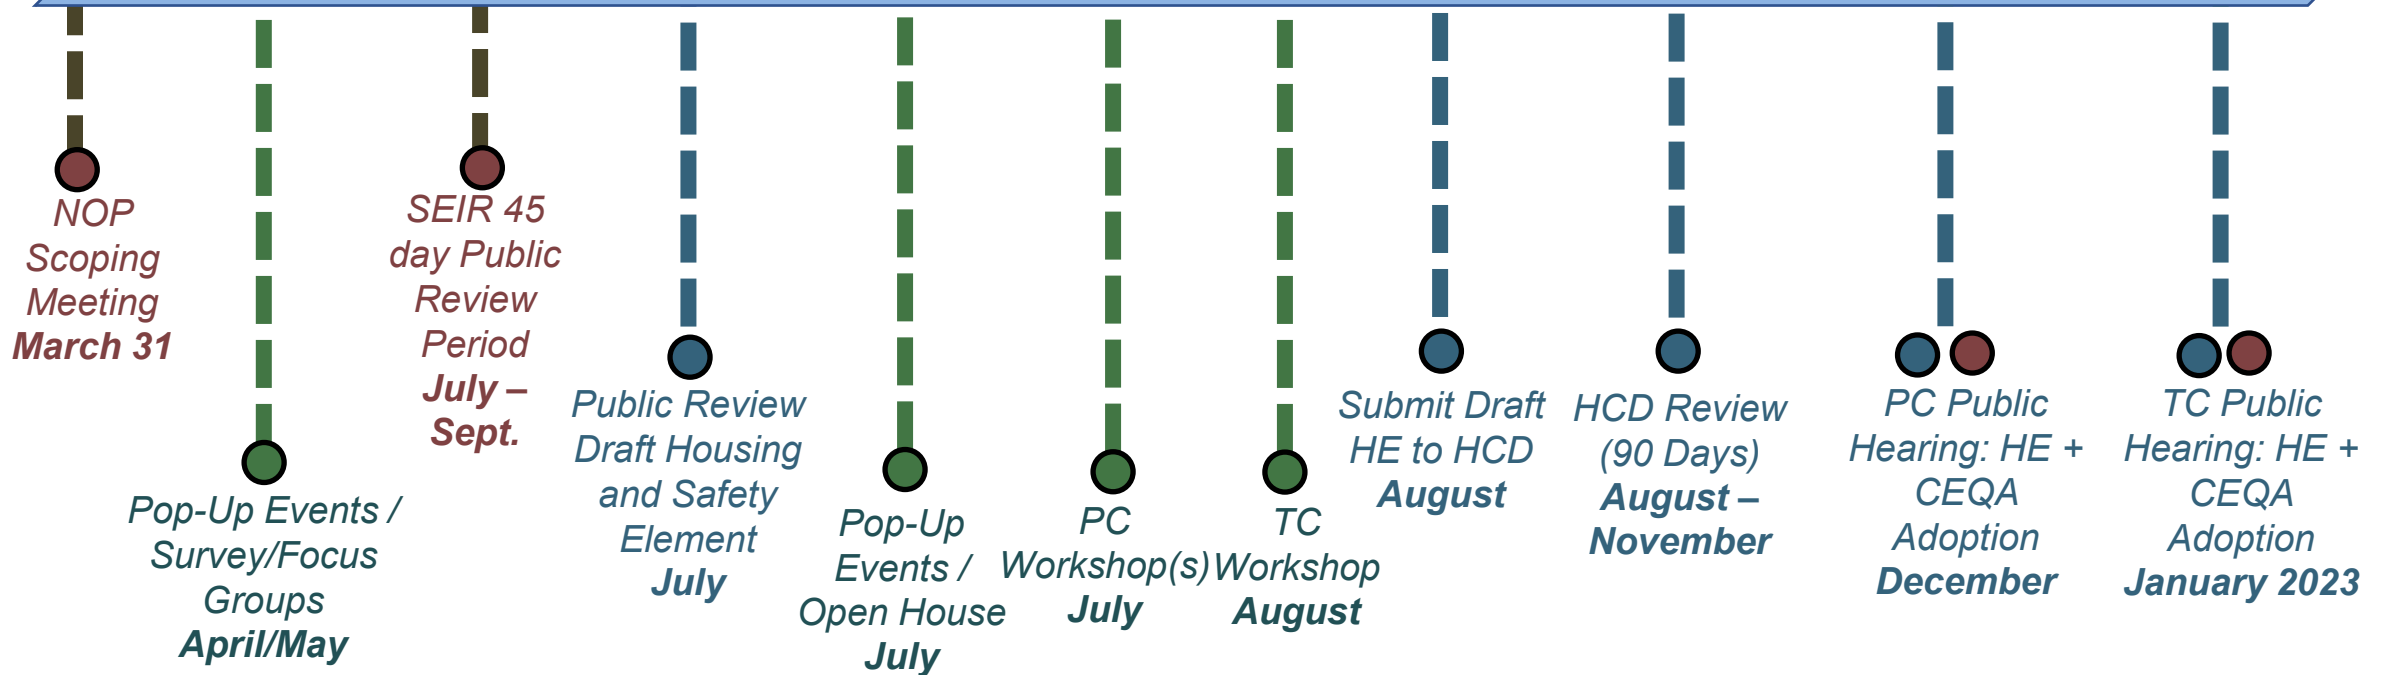 NOP
Scoping
Meeting
March 31
Pop-Up Events /
Survey/Focus
Groups
April/May
SEIR 45
day Public
Review
Period
July –
Sept.
Public Review
Draft Housing
and Safety
Element
July
Pop-Up
Events /
Open House
July
PC
Workshop(s)
July
TC
Workshop
August
Submit Draft
HE to HCD
August
HCD Review
(90 Days)
August –
November
PC Public
Hearing: HE +
CEQA
Adoption
December
TC Public
Hearing: HE +
CEQA
Adoption
January 2023